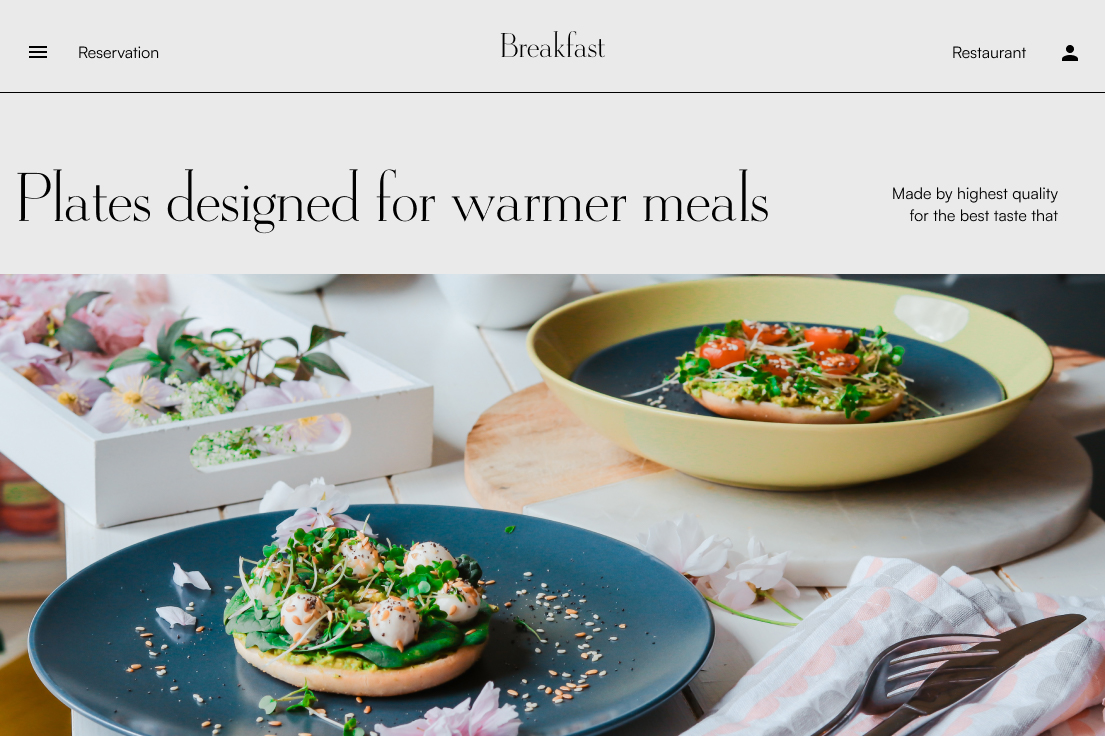 Reservation
Breakfast
Restaurant
Plates designed for warmer meals
Made by highest quality
for the best taste that